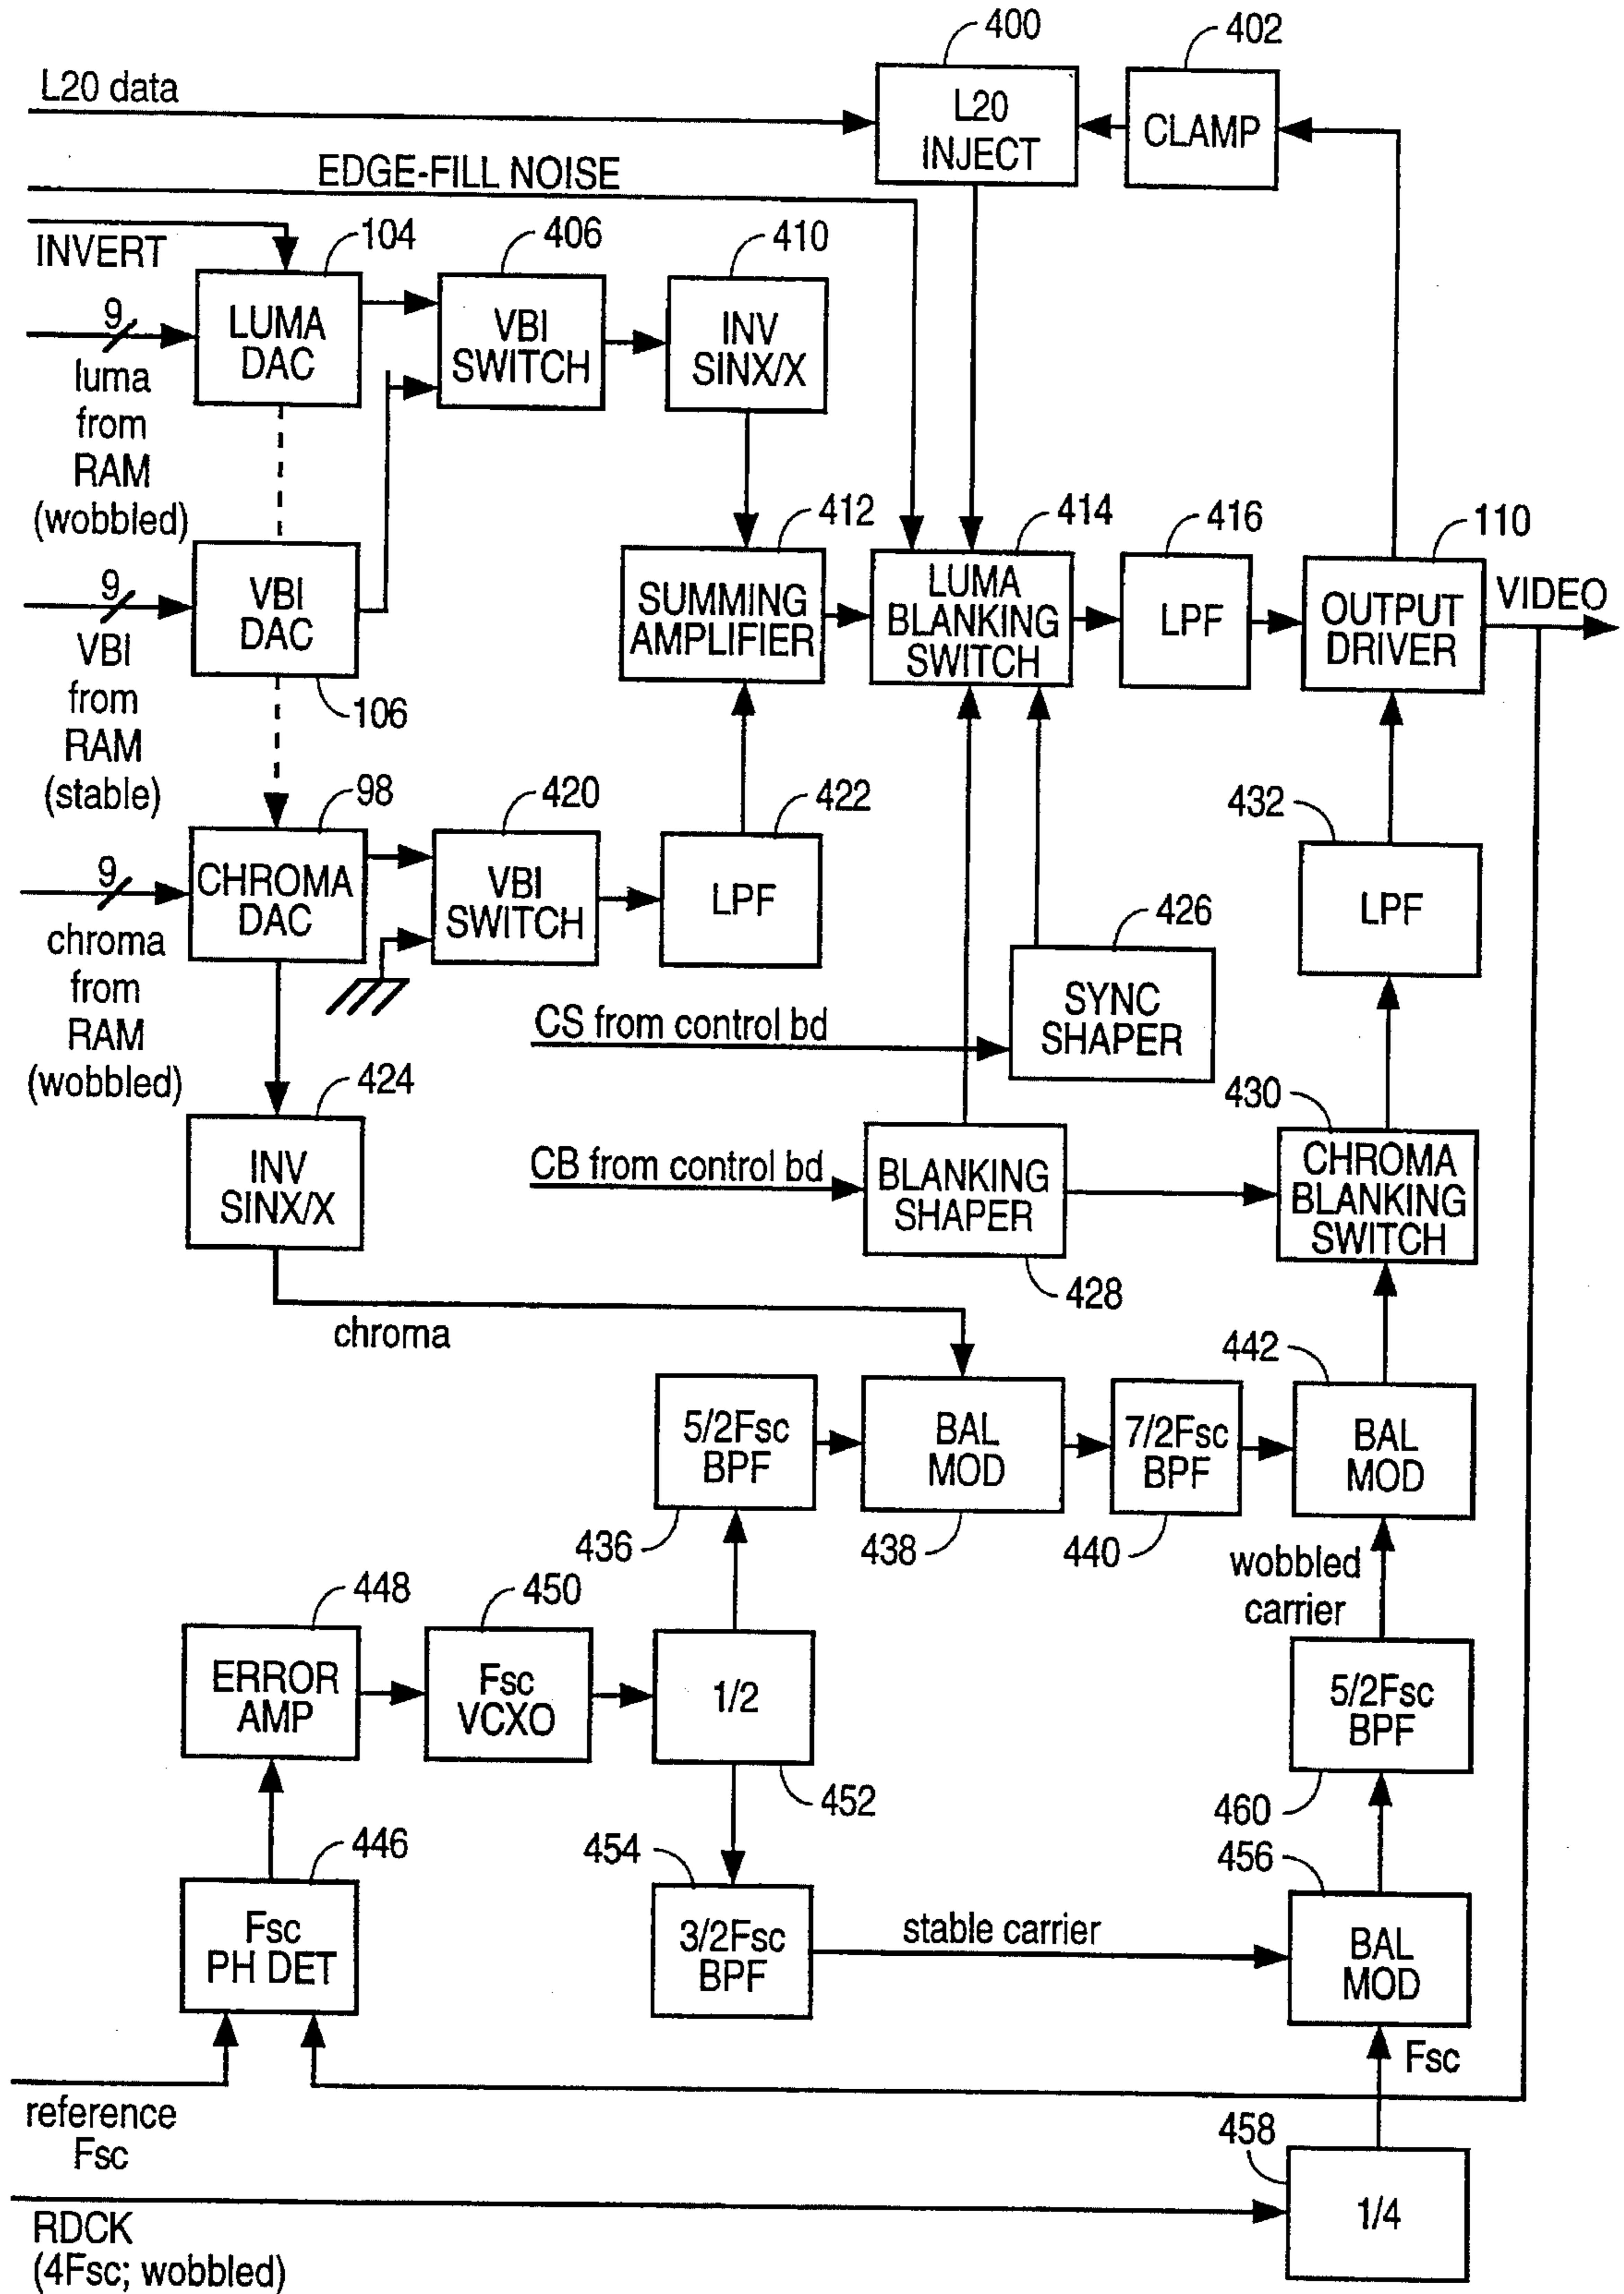 400
402
L20 data
L20
INJECT
CLAMP
EDGE-FILL NOISE
INVERT
104
406
410
9
LUMA
DAC
VBI
SWITCH
INV
SINX/X
luma
from
RAM
(wobbled)
412
414
416
110
9
VBI
DAC
SUMMING
AMPLIFIER
LUMA
BLANKING
SWITCH
LPF
OUTPUT
DRIVER
VIDEO
VBI
from
RAM
(stable)
106
98
420
422
432
9
CHROMA
DAC
VBI
SWITCH
LPF
LPF
chroma
from
RAM
(wobbled)
426
CS from control bd
SYNC
SHAPER
424
430
INV
SINX/X
CB from control bd
BLANKING
SHAPER
CHROMA
BLANKING
SWITCH
428
chroma
442
5/2Fsc
BPF
BAL
MOD
7/2Fsc
BPF
BAL
MOD
436
438
440
wobbled
carrier
448
450
ERROR
AMP
Fsc
VCXO
1/2
5/2Fsc
BPF
452
460
446
454
456
Fsc
PH DET
3/2Fsc
BPF
stable carrier
BAL
MOD
Fsc
reference
Fsc
458
RDCK
(4Fsc; wobbled)
1/4